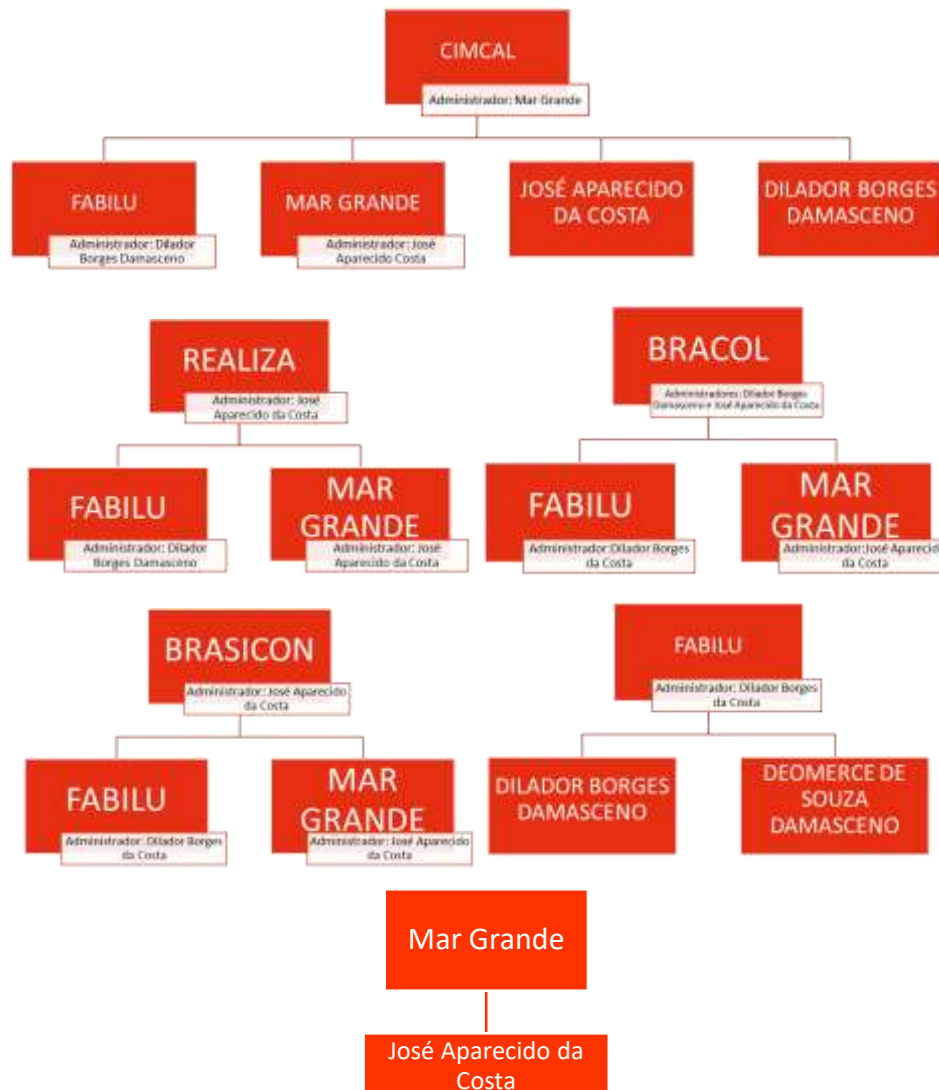 CIMCAL
Administrador: Mar Grande
FABILU
Administrador: Dilador
Borges Damasceno
MAR GRANDE
Administrador: José
Aparecido Costa
JOSÉ APARECIDO
DA COSTA
DILADOR BORGES
DAMASCENO
REALIZA
Administrador: José
Aparecido da Costa
FABILU
Administrador: Dilador
Borges Damasceno
MAR
GRANDE
Administrador: José
Aparecido da Costa
BRACOL
Administradores: Dilador Borges
Damasceno e José Aparecido da Costa
FABILU
Administrador:Dilador Borges
da Costa
MAR
GRANDE
Administrador:José Aparecido
da Costa
BRASICON
Administrador: José Aparecido
da Costa
FABILU
Administrador: Dilador Borges
da Costa
MAR
GRANDE
Administrador: José Aparecido
da Costa
FABILU
Administrador: Dilador Borges
da Costa
DILADOR BORGES
DAMASCENO
DEOMERCE DE
SOUZA
DAMASCENO
Mar Grande
José Aparecido da
Costa